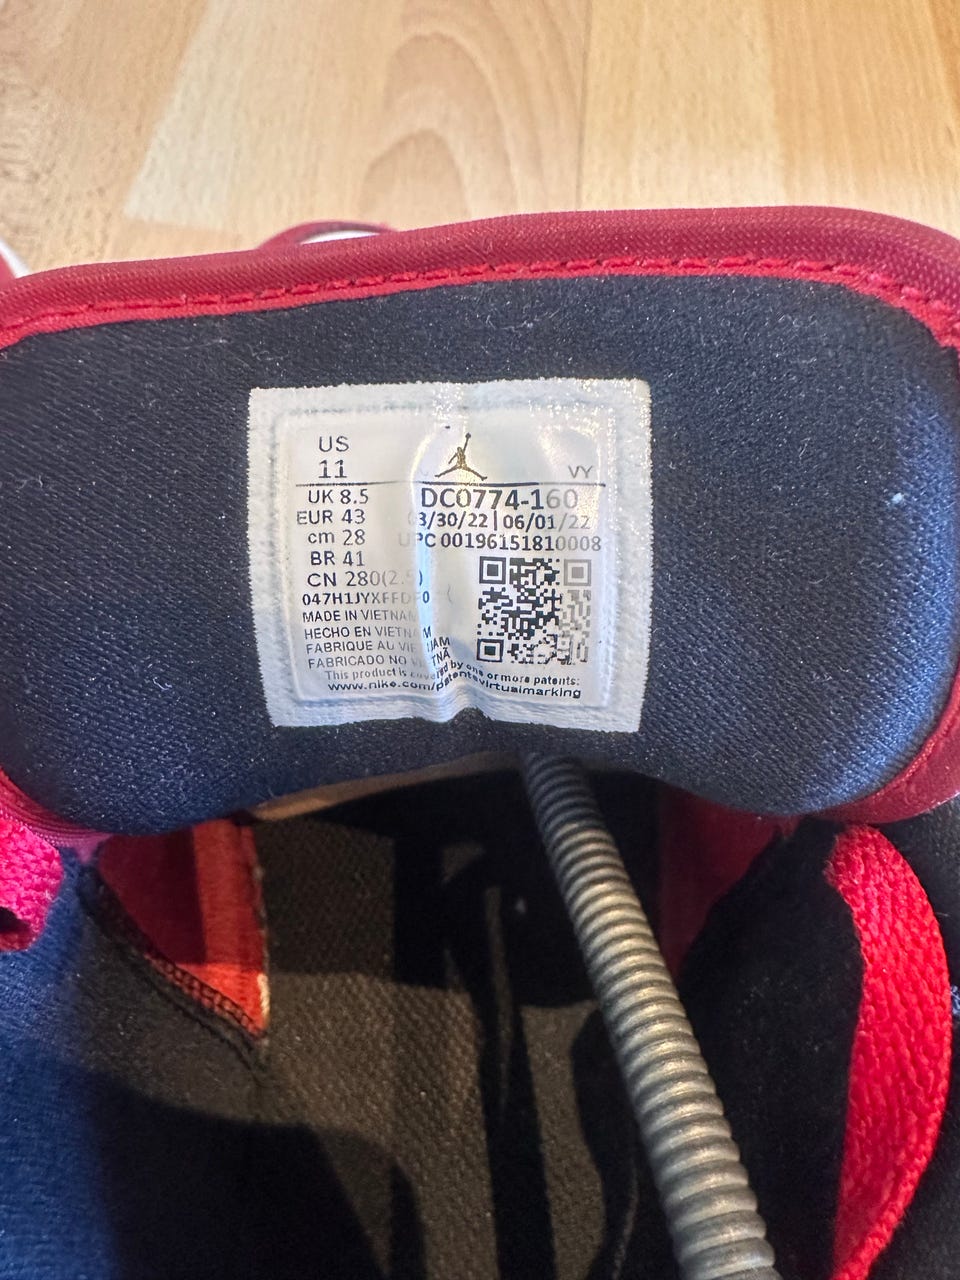 US
11
VY
UK 8.5
EUR 43
cm 28
BR 41
CN 280(2.5)
DC0774-160
03/30/22 | 06/01/22
UPC 00196151810008
MADE IN VIETNAM
HECHO EN VIETNAM
FABRIQUE AU VIETNAM
FABRICADO NO VIETNÃ
This product is covered by one or more patents:
www.nike.com/patentsvirtualmarking